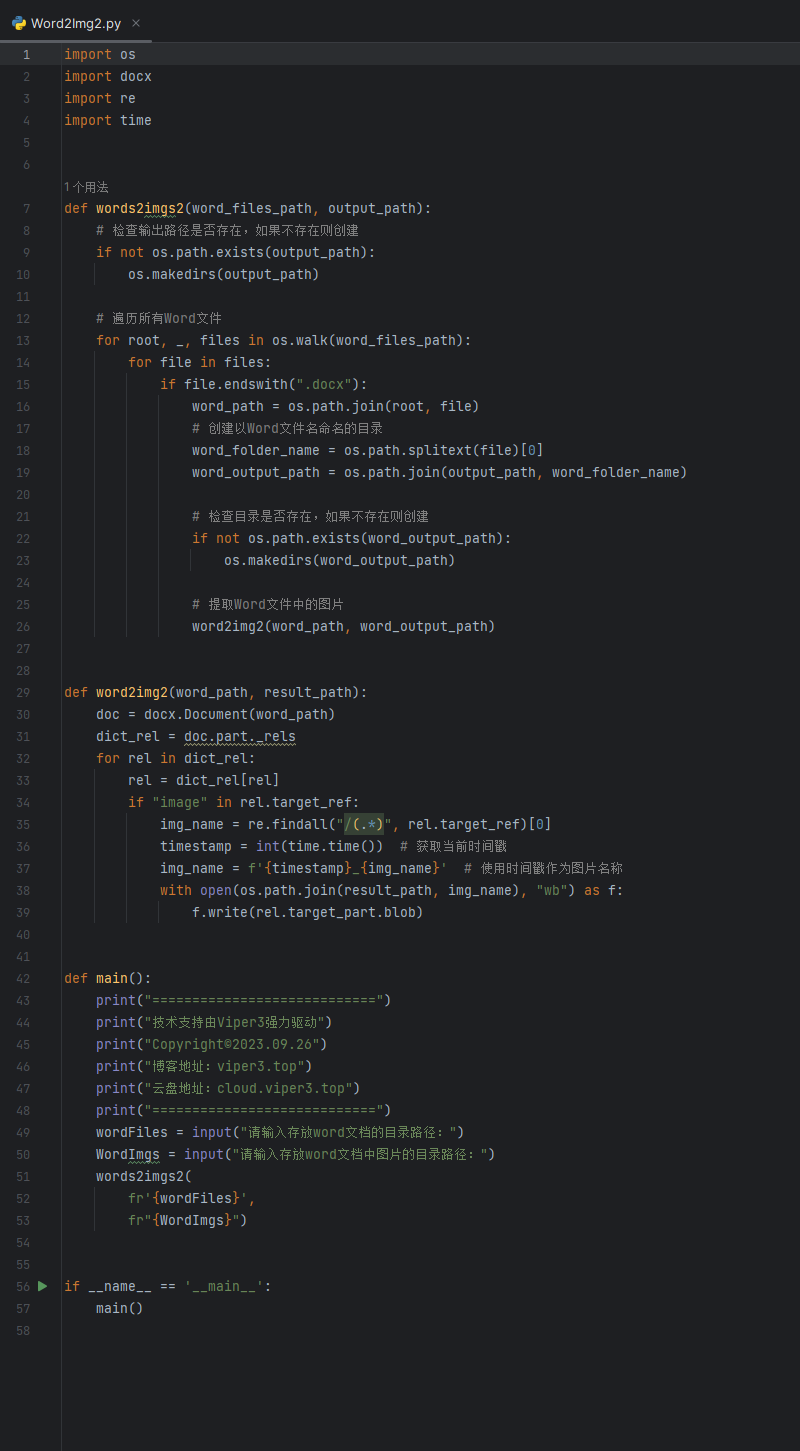 Word2Img2.py ×
1 import os
2 import docx
3 import re
4 import time
5
6
1 个用法
7 def words2imgs2(word_files_path, output_path):
8     # 检查输出路径是否存在，如果不存在则创建
9     if not os.path.exists(output_path):
10         os.makedirs(output_path)
11
12     # 遍历所有Word文件
13     for root, _, files in os.walk(word_files_path):
14         for file in files:
15             if file.endswith(".docx"):
16                 word_path = os.path.join(root, file)
17                 # 创建以Word文件名命名的目录
18                 word_folder_name = os.path.splitext(file)[0]
19                 word_output_path = os.path.join(output_path, word_folder_name)
20
21                 # 检查目录是否存在，如果不存在则创建
22                 if not os.path.exists(word_output_path):
23                     os.makedirs(word_output_path)
24
25                 # 提取Word文件中的图片
26                 word2img2(word_path, word_output_path)
27
28
29 def word2img2(word_path, result_path):
30     doc = docx.Document(word_path)
31     dict_rel = doc.part._rels
32     for rel in dict_rel:
33         rel = dict_rel[rel]
34         if "image" in rel.target_ref:
35             img_name = re.findall("/(.*)", rel.target_ref)[0]
36             timestamp = int(time.time())  # 获取当前时间戳
37             img_name = f'{timestamp}_{img_name}'  # 使用时间戳作为图片名称
38             with open(os.path.join(result_path, img_name), "wb") as f:
39                 f.write(rel.target_part.blob)
40
41
42 def main():
43     print("============================")
44     print("技术支持由Viper3强力驱动")
45     print("Copyright©2023.09.26")
46     print("博客地址：viper3.top")
47     print("云盘地址：cloud.viper3.top")
48     print("============================")
49     wordFiles = input("请输入存放word文档的目录路径：")
50     WordImgs = input("请输入存放word文档中图片的目录路径：")
51     words2imgs2(
52         fr'{wordFiles}',
53         fr"{WordImgs}")
54
55
56 if __name__ == '__main__':
57     main()
58